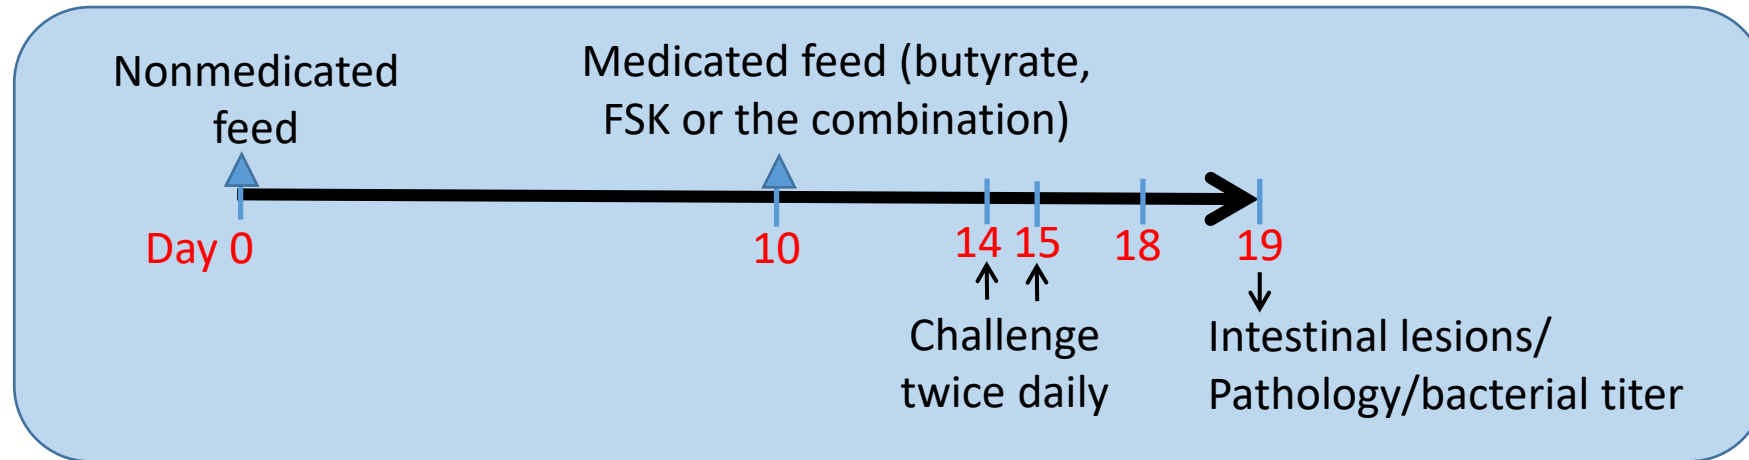 Nonmedicated
feed
Medicated feed (butyrate,
FSK or the combination)
Day 0
10
14
15
18
19
Challenge
twice daily
Intestinal lesions/
Pathology/bacterial titer